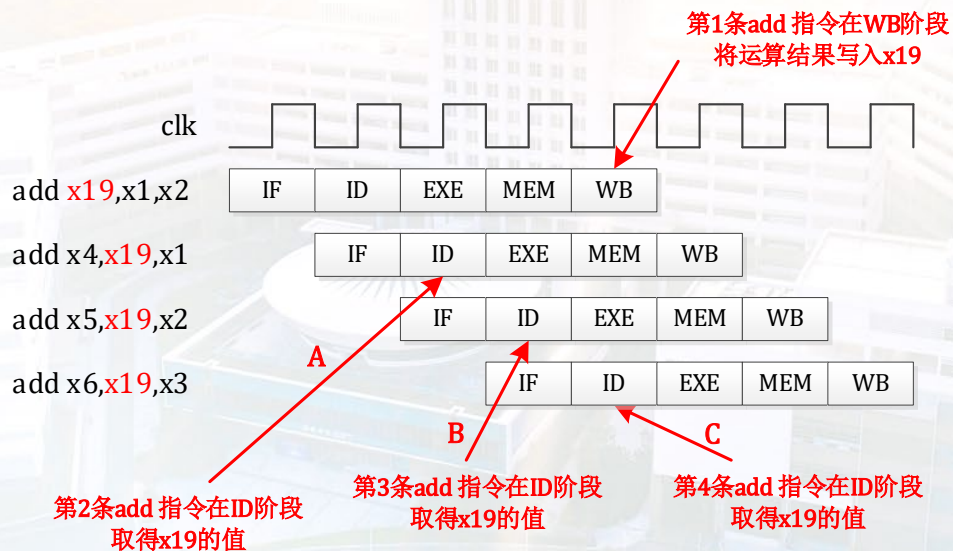 第1条add 指令在WB阶段
将运算结果写入x19
clk
add x19,x1,x2
IF ID EXE MEM WB
add x4,x19,x1
IF ID EXE MEM WB
add x5,x19,x2
IF ID EXE MEM WB
add x6,x19,x3
IF ID EXE MEM WB
A
B
C
第2条add 指令在ID阶段
取得x19的值
第3条add 指令在ID阶段
取得x19的值
第4条add 指令在ID阶段
取得x19的值